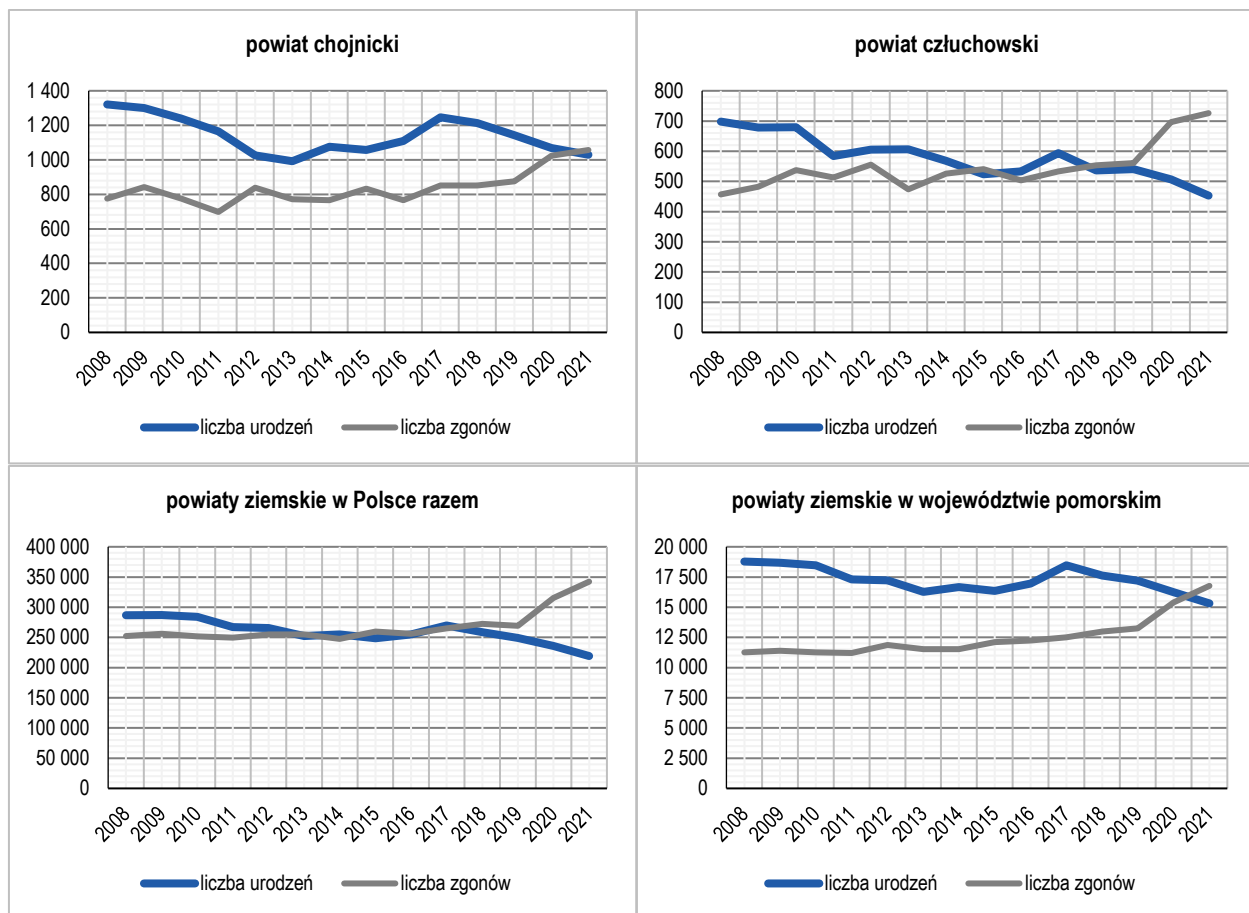 powiat chojnicki
1 400
1 200
1 000
800
600
400
200
0
2008 2009 2010 2011 2012 2013 2014 2015 2016 2017 2018 2019 2020 2021
liczba urodzeń liczba zgonów
powiat człuchowski
800
700
600
500
400
300
200
100
0
2008 2009 2010 2011 2012 2013 2014 2015 2016 2017 2018 2019 2020 2021
liczba urodzeń liczba zgonów
powiaty ziemskie w Polsce razem
400 000
350 000
300 000
250 000
200 000
150 000
100 000
50 000
0
2008 2009 2010 2011 2012 2013 2014 2015 2016 2017 2018 2019 2020 2021
liczba urodzeń liczba zgonów
powiaty ziemskie w województwie pomorskim
20 000
17 500
15 000
12 500
10 000
7 500
5 000
2 500
0
2008 2009 2010 2011 2012 2013 2014 2015 2016 2017 2018 2019 2020 2021
liczba urodzeń liczba zgonów